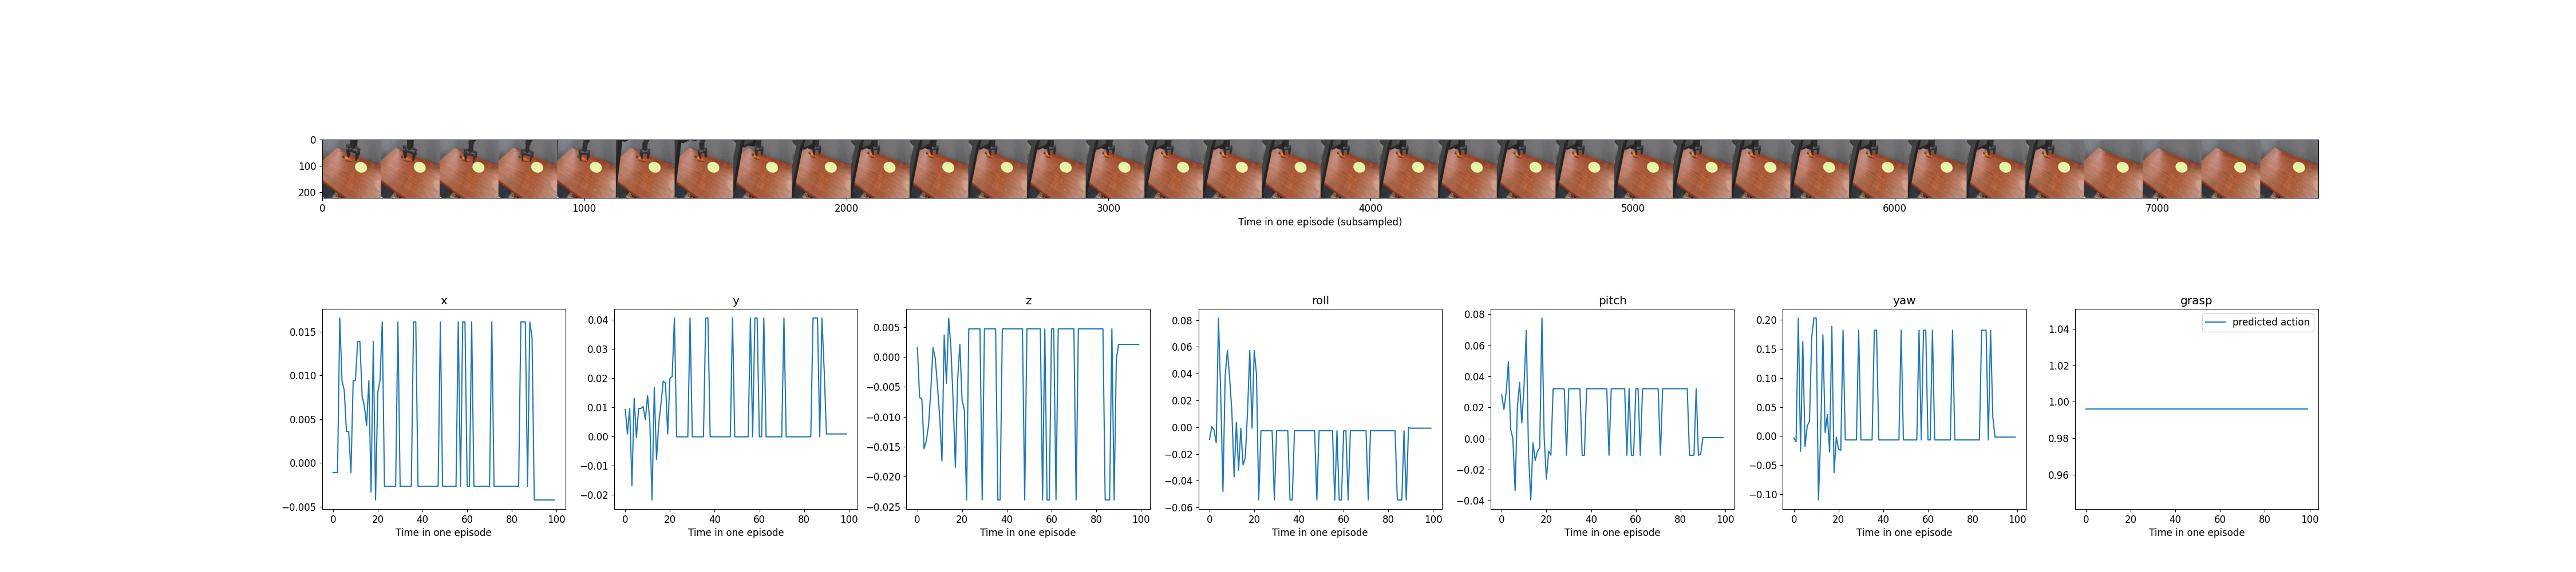 0
100
200
0 1000 2000 3000 4000 5000 6000 7000
Time in one episode (subsampled)
x y z roll pitch yaw grasp
predicted action
0.015
0.010
0.005
0.000
−0.005
0 20 40 60 80 100
Time in one episode
0.04
0.03
0.02
0.01
0.00
−0.01
−0.02
0 20 40 60 80 100
Time in one episode
0.005
0.000
−0.005
−0.010
−0.015
−0.020
−0.025
0 20 40 60 80 100
Time in one episode
0.08
0.06
0.04
0.02
0.00
−0.02
−0.04
−0.06
0 20 40 60 80 100
Time in one episode
0.08
0.06
0.04
0.02
0.00
−0.02
−0.04
0 20 40 60 80 100
Time in one episode
0.20
0.15
0.10
0.05
0.00
−0.05
−0.10
0 20 40 60 80 100
Time in one episode
1.04
1.02
1.00
0.98
0.96
0 20 40 60 80 100
Time in one episode